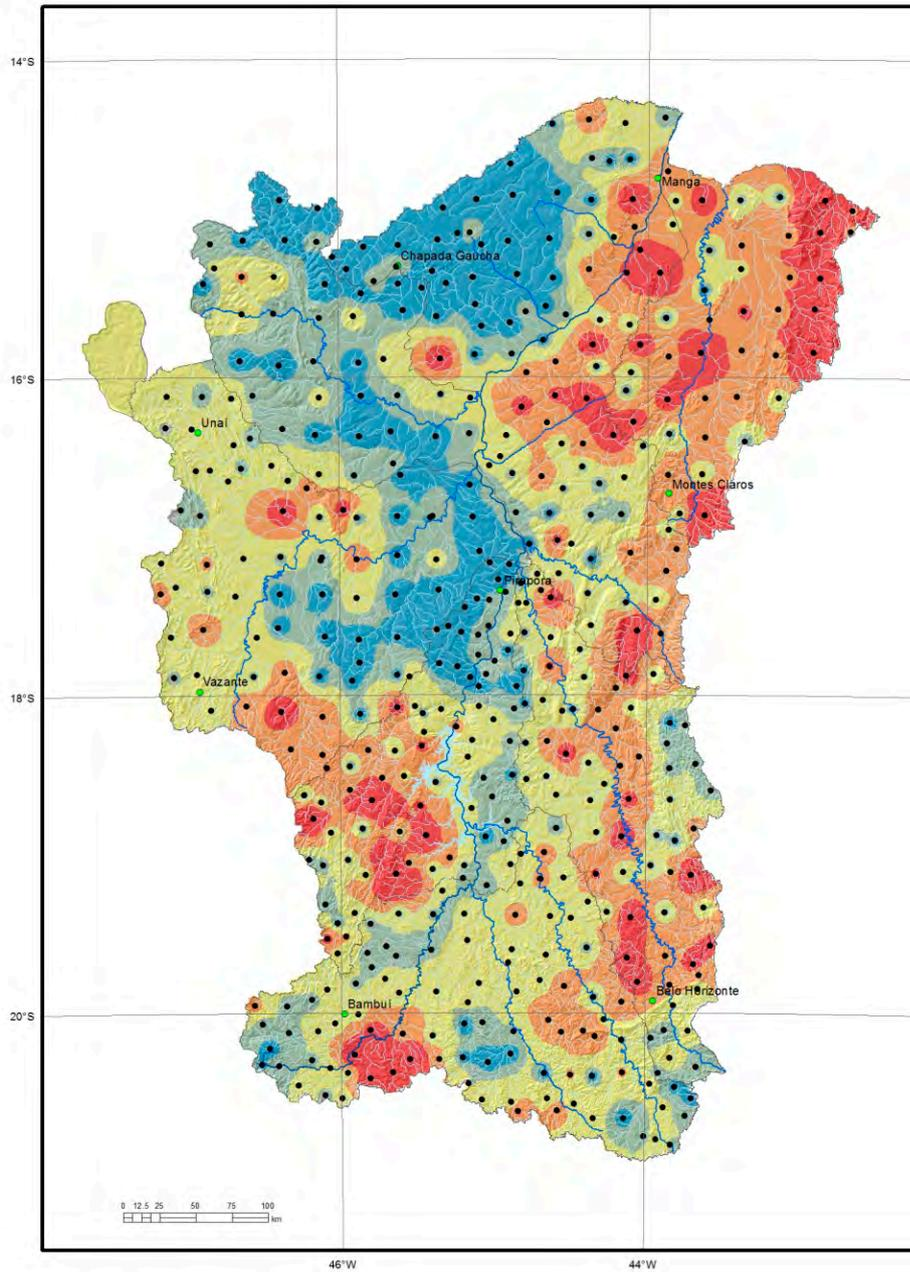 14°S
Manga
Chapada Gaucha
16°S
Unaí
Montes Claros
Pirapora
18°S
Vazante
20°S
Bambuí
Belo Horizonte
0 12.5 25 50 75 100
km
46°W 44°W